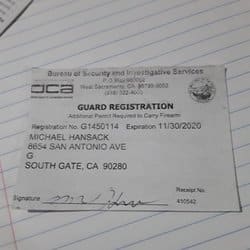 Bureau of Security and Investigative Services
West Sacramento, CA
dca
GUARD REGISTRATION
Additional Permit Required to Carry Firearm
Registration No. G1450114 Expiration 11/30/2020
MICHAEL HANSACK
8654 SAN ANTONIO AVE
G
SOUTH GATE, CA 90280
Receipt No.
Signature
410542